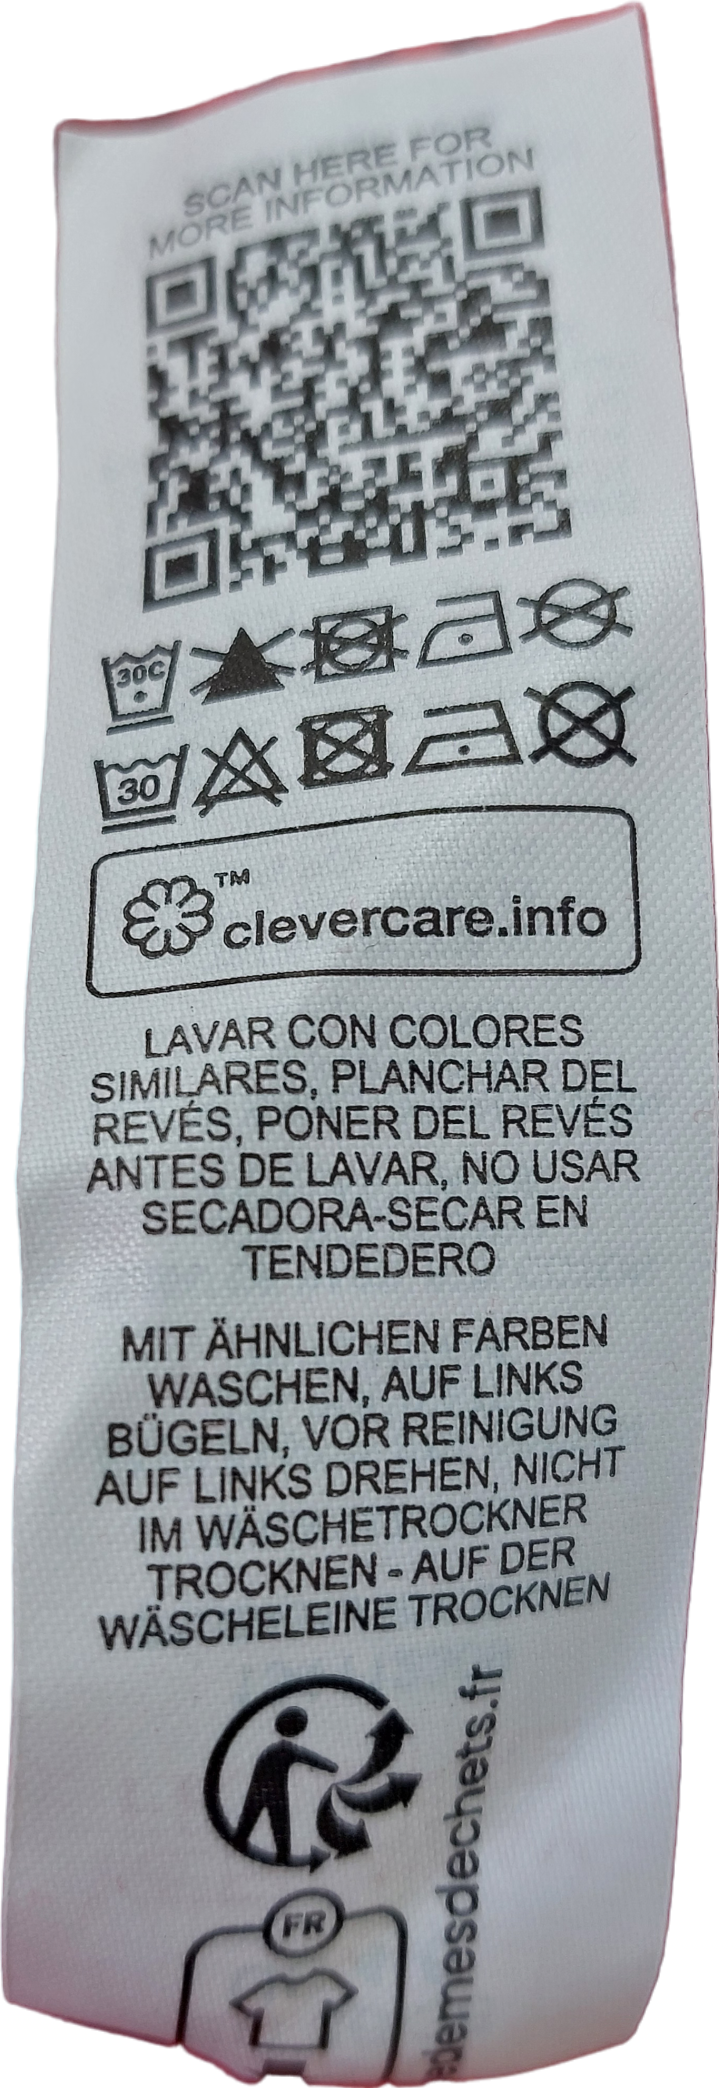 SCAN HERE FOR
MORE INFORMATION
30C
30
TM
clevercare.info
LAVAR CON COLORES
SIMILARES, PLANCHAR DEL
REVÉS, PONER DEL REVÉS
ANTES DE LAVAR, NO USAR
SECADORA-SECAR EN
TENDEDERO
MIT ÄHNLICHEN FARBEN
WASCHEN, AUF LINKS
BÜGELN, VOR REINIGUNG
AUF LINKS DREHEN, NICHT
IM WÄSCHETROCKNER
TROCKNEN - AUF DER
WÄSCHELEINE TROCKNEN
FR